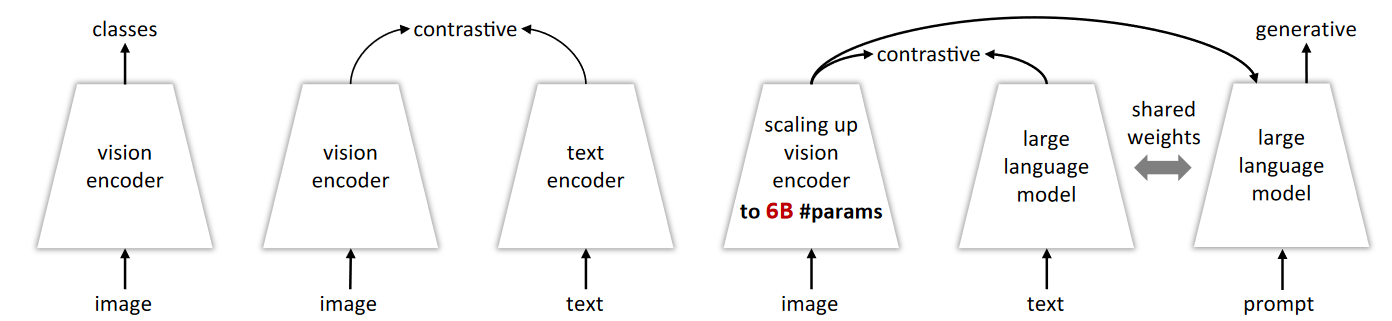 classes
vision
encoder
image
contrastive
vision
encoder
image
text
encoder
text
contrastive
scaling up
vision
encoder
to 6B #params
image
large
language
model
text
shared
weights
generative
large
language
model
prompt